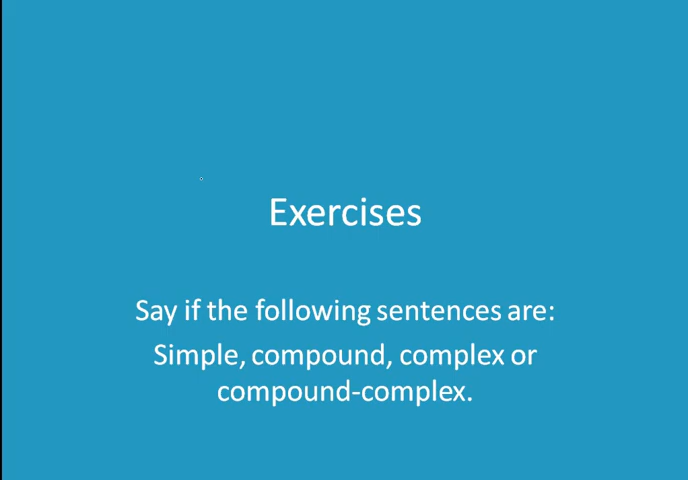 Exercises
Say if the following sentences are:
Simple, compound, complex or
compound-complex.